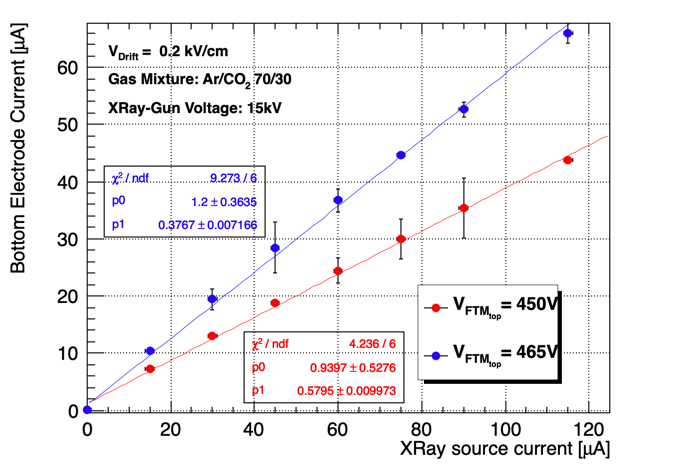 Bottom Electrode Current [μA]
V_Drift = 0.2 kV/cm
Gas Mixture: Ar/CO₂ 70/30
XRay-Gun Voltage: 15kV
χ² / ndf 9.273 / 6
p0 1.2 ± 0.3635
p1 0.3767 ± 0.007166
χ² / ndf 4.236 / 6
p0 0.9397 ± 0.5276
p1 0.5795 ± 0.009973
V_FTM_top = 450V
V_FTM_top = 465V
60
50
40
30
20
10
0
0 20 40 60 80 100 120
XRay source current [μA]